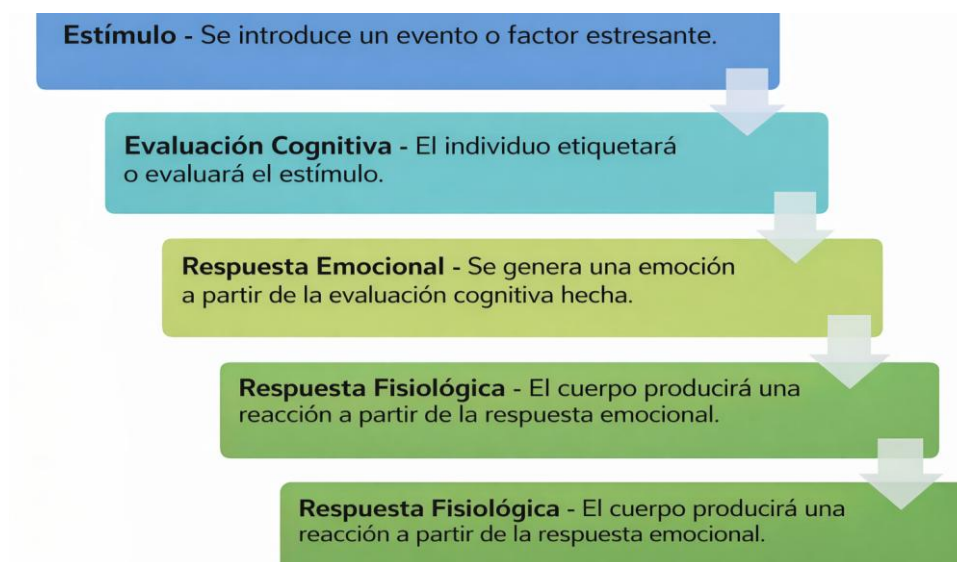 Estímulo - Se introduce un evento o factor estresante.
Evaluación Cognitiva - El individuo etiquetará
o evaluará el estímulo.
Respuesta Emocional - Se genera una emoción
a partir de la evaluación cognitiva hecha.
Respuesta Fisiológica - El cuerpo producirá una
reacción a partir de la respuesta emocional.
Respuesta Fisiológica - El cuerpo producirá una
reacción a partir de la respuesta emocional.